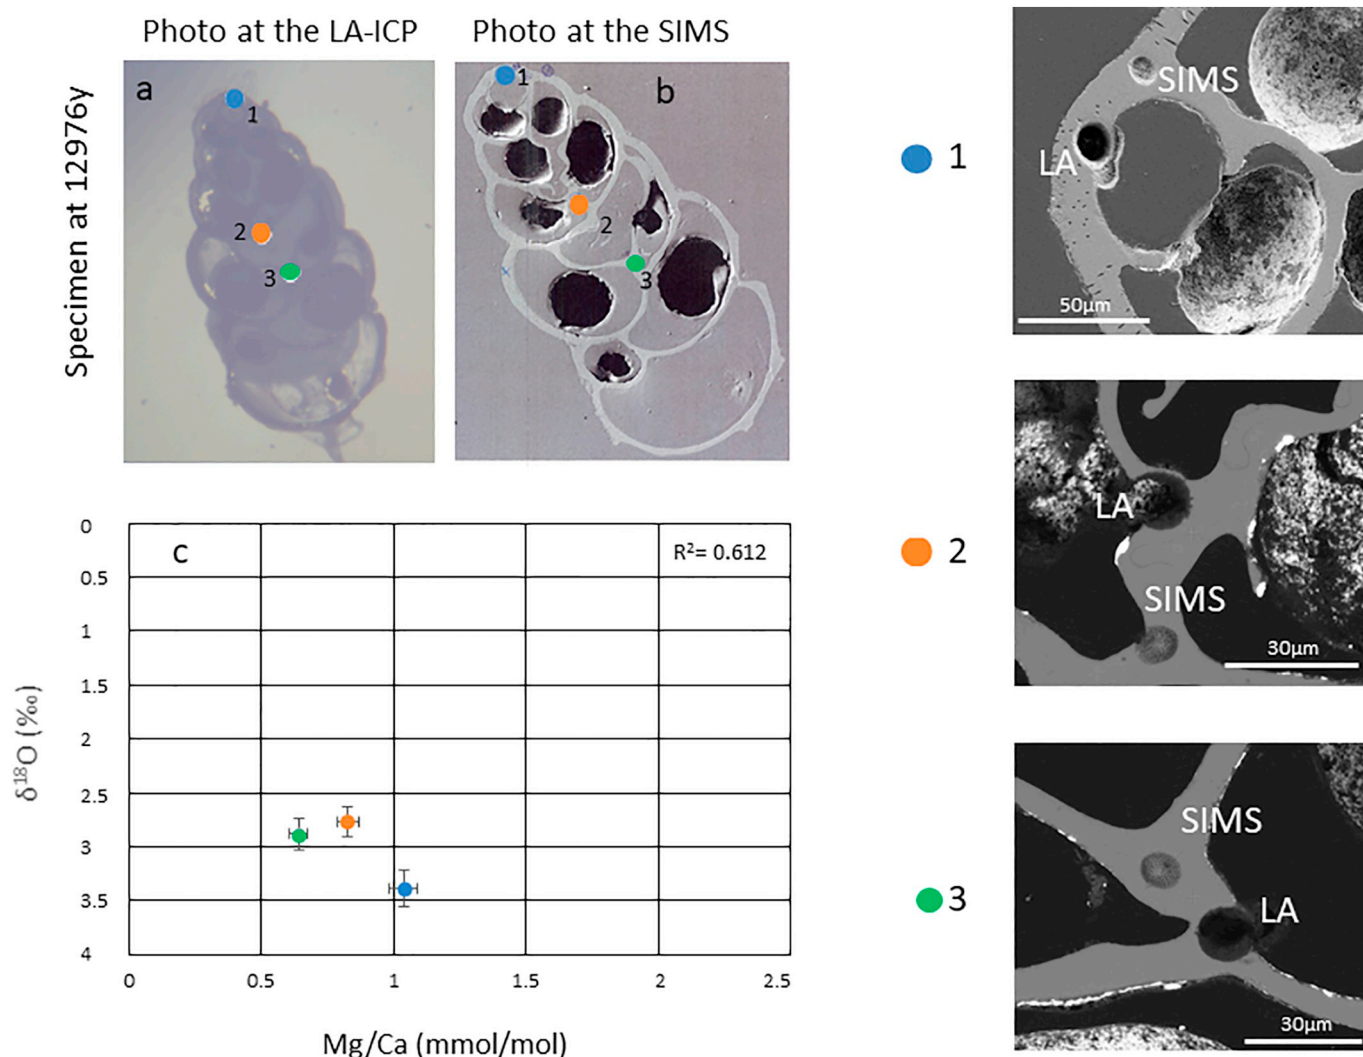 Photo at the LA-ICP
Photo at the SIMS
Specimen at 12976y
a
1
2
3
b
1
2
3
1
SIMS
LA
50µm
2
LA
SIMS
30µm
3
SIMS
LA
30µm
c
R²= 0.612
δ¹⁸O (‰)
0
0.5
1
1.5
2
2.5
3
3.5
4
0 0.5 1 1.5 2 2.5
Mg/Ca (mmol/mol)